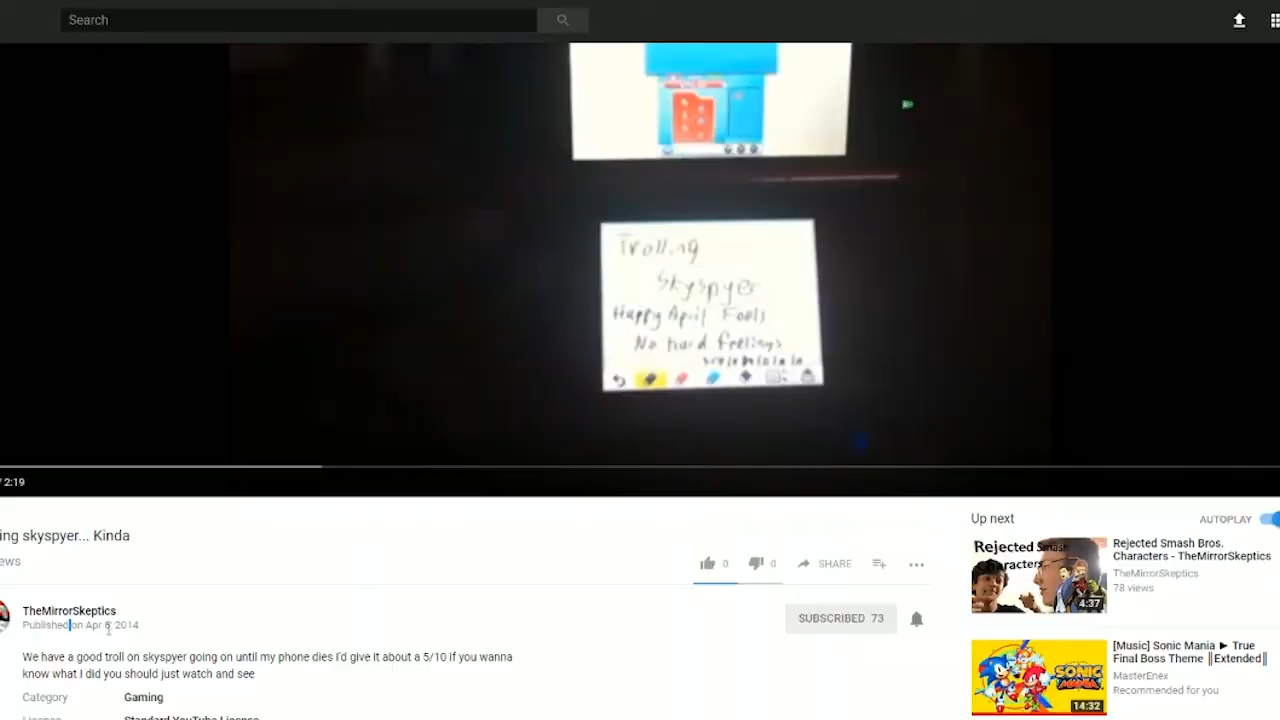 Search
Trolling
Skyspyer
Happy April Fools
No hard feelings
/ 2:19
ing skyspyer... Kinda
ews
0
0
SHARE
TheMirrorSkeptics
Published on Apr 6, 2014
SUBSCRIBED 73
We have a good troll on skyspyer going on until my phone dies I'd give it about a 5/10 If you wanna
know what I did you should just watch and see
Category Gaming
Standard YouTube License
Up next
AUTOPLAY
Rejected Smash
Characters
4:37
Rejected Smash Bros.
Characters - TheMirrorSkeptics
TheMirrorSkeptics
78 views
SONIC
MANIA
14:32
[Music] Sonic Mania ► True
Final Boss Theme ║Extended║
MasterEnex
Recommended for you